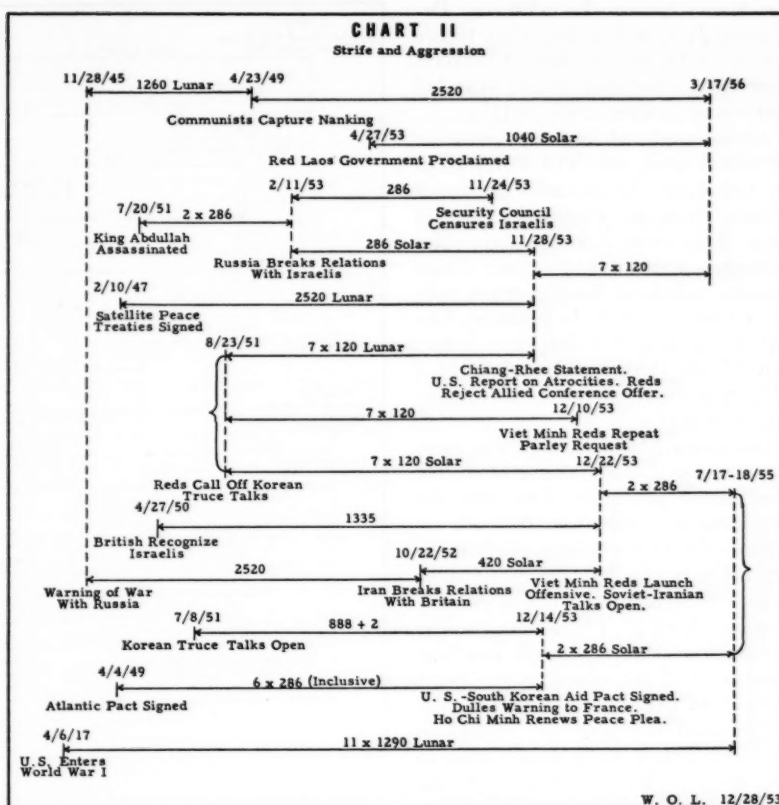 CHART II
Strife and Aggression
11/28/45 1260 Lunar 4/23/49 3/17/56
2520
Communists Capture Nanking
4/27/53 1040 Solar
Red Laos Government Proclaimed
2/11/53 286 11/24/53
7/20/51 2 x 286 Security Council
Censures Israelis
King Abdullah
Assassinated
286 Solar 11/28/53
Russia Breaks Relations
With Israelis
7 x 120
2/10/47 2520 Lunar
Satellite Peace
Treaties Signed
8/23/51 7 x 120 Lunar
Chiang-Rhee Statement.
U.S. Report on Atrocities. Reds
Reject Allied Conference Offer.
7 x 120 12/10/53
Viet Minh Reds Repeat
Parley Request
7 x 120 Solar 12/22/53 7/17-18/55
Reds Call Off Korean
Truce Talks
2 x 286
4/27/50 1335
British Recognize
Israelis
2520 10/22/52 420 Solar
Warning of War
With Russia
Iran Breaks Relations
With Britain
Viet Minh Reds Launch
Offensive. Soviet-Iranian
Talks Open.
7/8/51 888 + 2 12/14/53
Korean Truce Talks Open
2 x 286 Solar
4/4/49 6 x 286 (Inclusive)
Atlantic Pact Signed
U. S. -South Korean Aid Pact Signed.
Dulles Warning to France.
Ho Chi Minh Renews Peace Plea.
4/6/17 11 x 1290 Lunar
U.S. Enters
World War I
W. O. L. 12/28/53